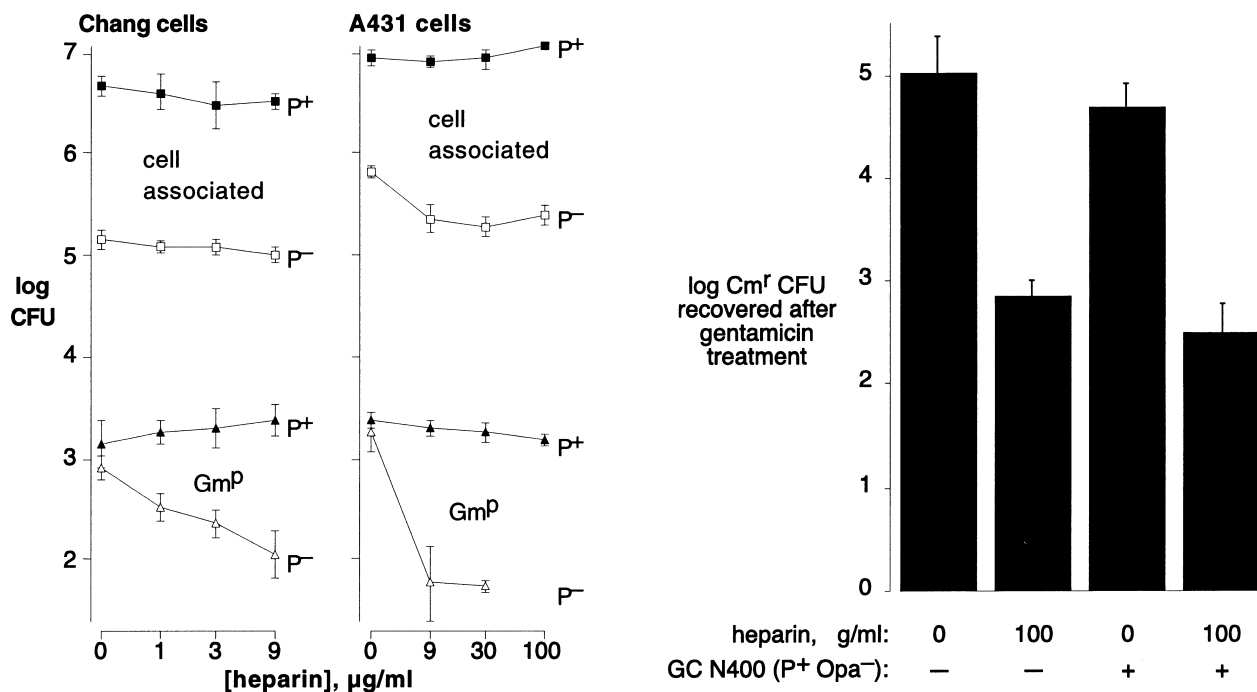 Chang cells
A431 cells
7
6
5
4
3
2
log
CFU
P+
cell
associated
P−
P+
Gmp
P−
0 1 3 9
P+
cell
associated
P−
P+
Gmp
P−
0 9 30 100
[heparin], µg/ml
5
4
3
2
1
0
log Cmr CFU
recovered after
gentamicin
treatment
heparin, g/ml: 0 100 0 100
GC N400 (P+ Opa−): − − + +